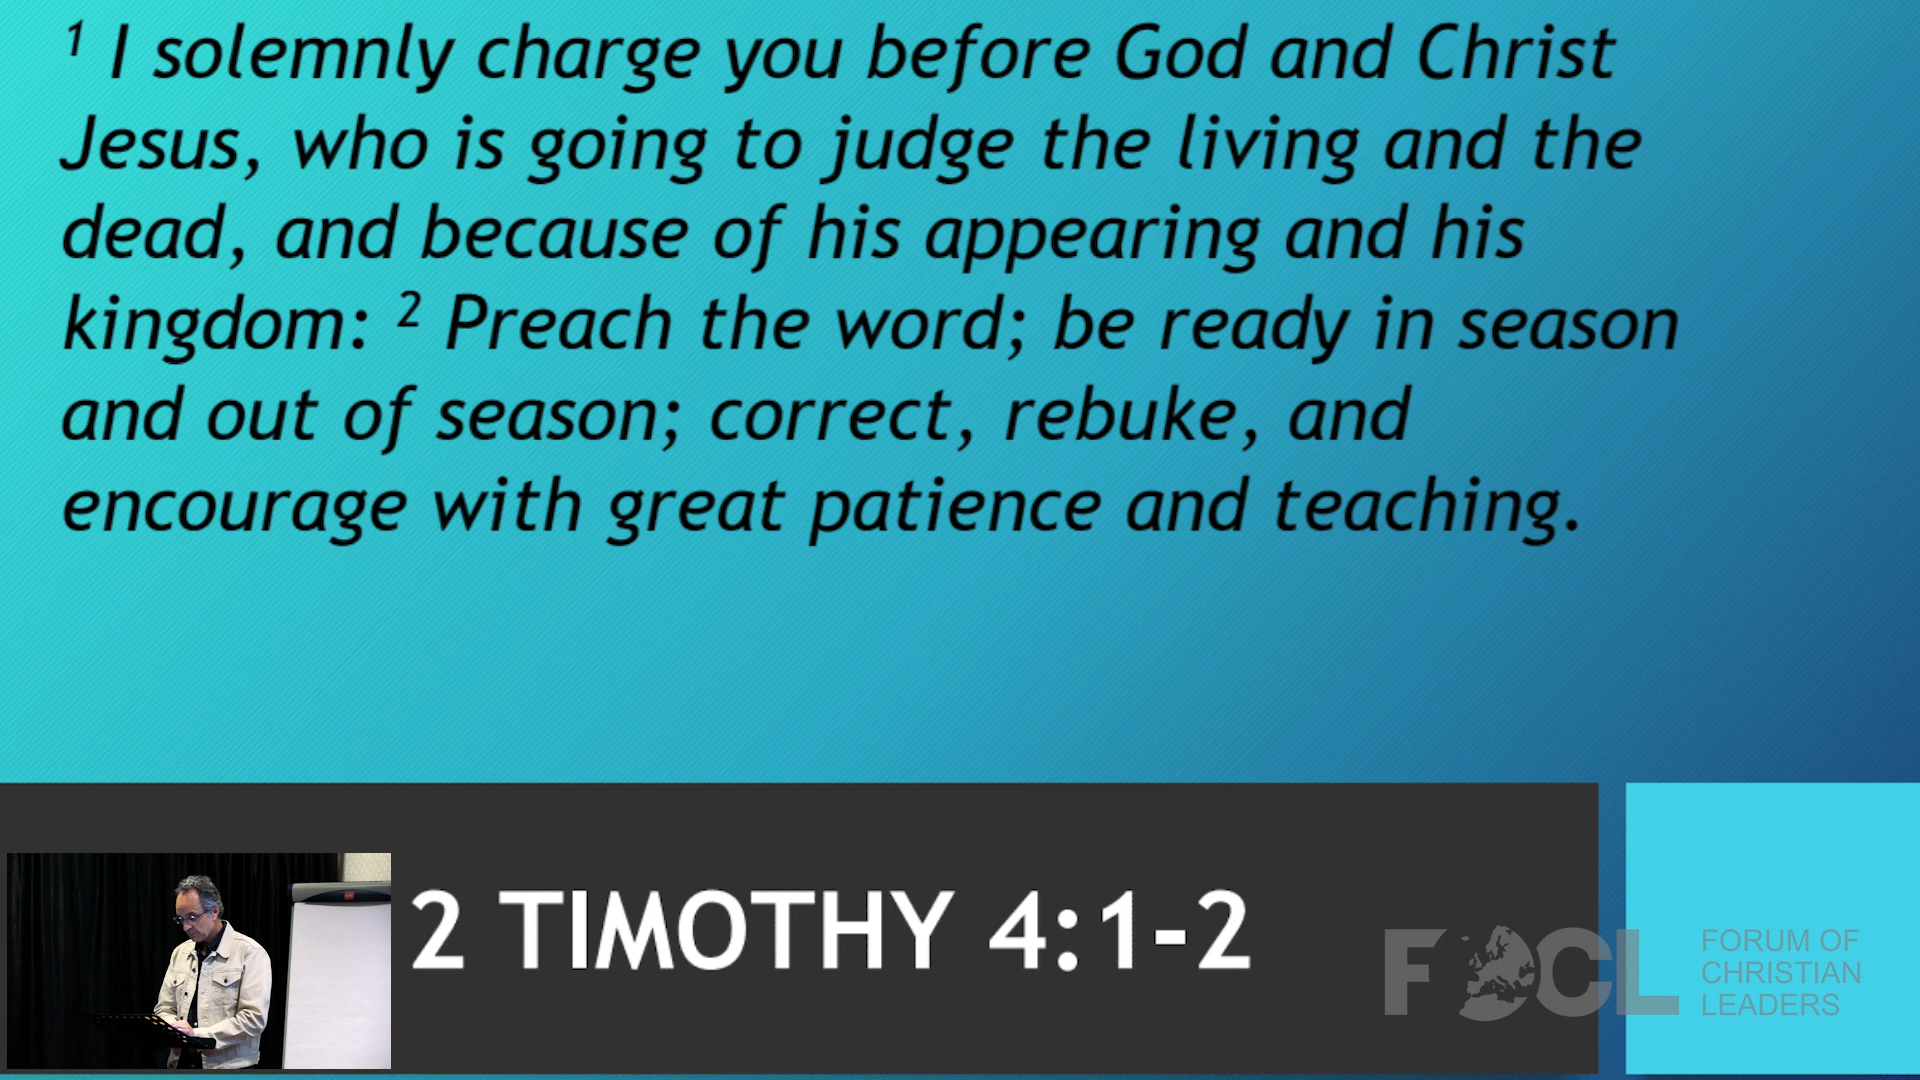 ¹ I solemnly charge you before God and Christ
Jesus, who is going to judge the living and the
dead, and because of his appearing and his
kingdom: ² Preach the word; be ready in season
and out of season; correct, rebuke, and
encourage with great patience and teaching.
2 TIMOTHY 4:1-2
FOCL
FORUM OF
CHRISTIAN
LEADERS